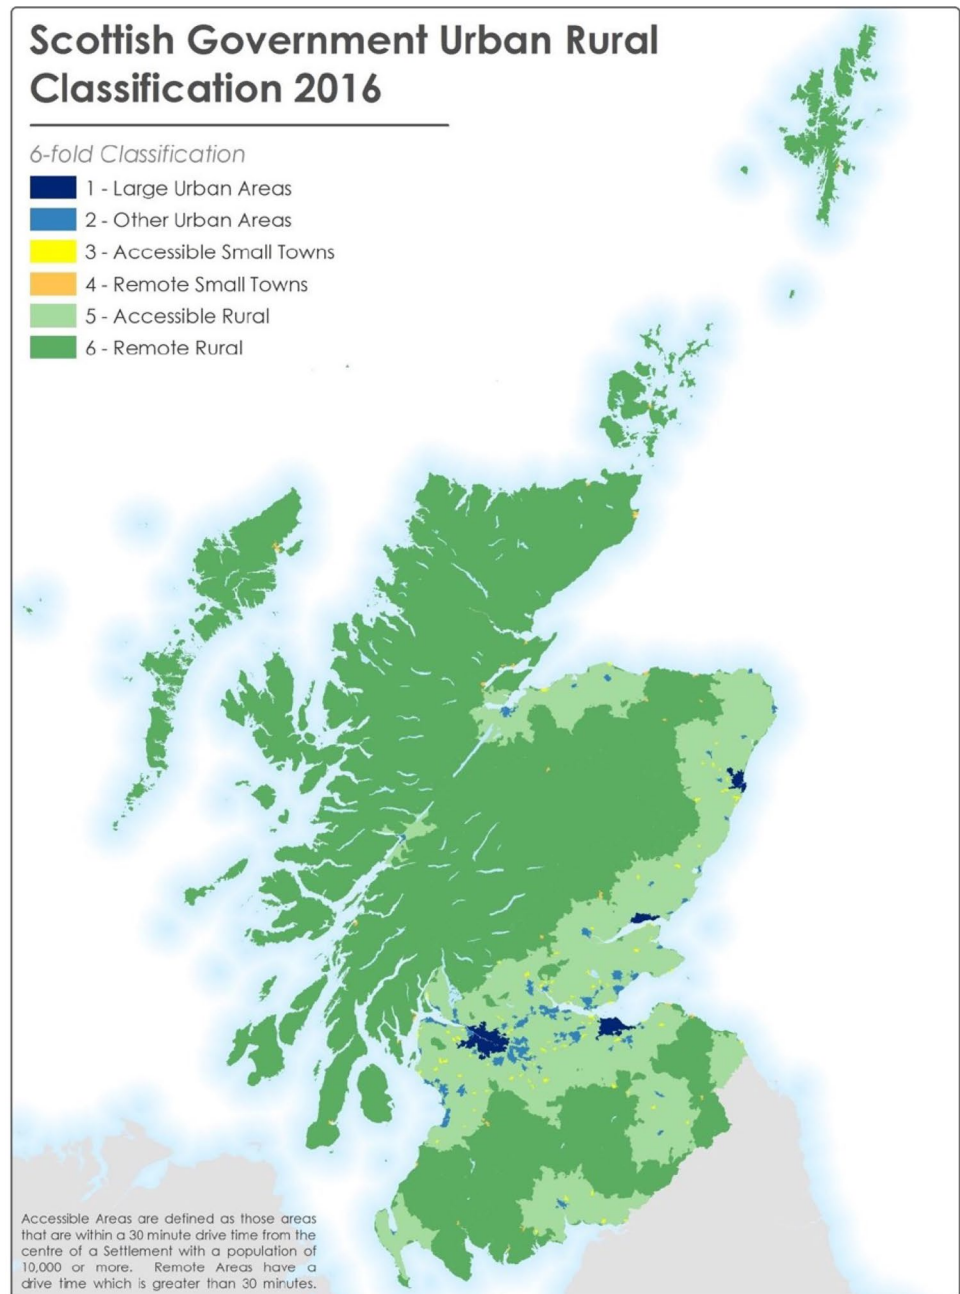 Scottish Government Urban Rural
Classification 2016
6-fold Classification
1 - Large Urban Areas
2 - Other Urban Areas
3 - Accessible Small Towns
4 - Remote Small Towns
5 - Accessible Rural
6 - Remote Rural
Accessible Areas are defined as those areas
that are within a 30 minute drive time from the
centre of a Settlement with a population of
10,000 or more. Remote Areas have a
drive time which is greater than 30 minutes.